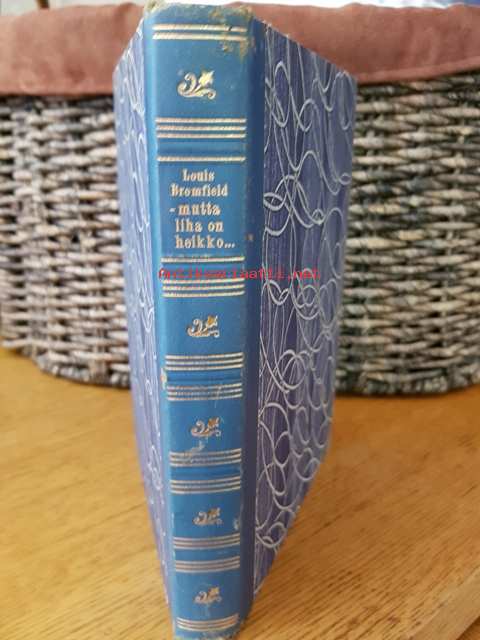 Louis
Bromfield
- mutta
liha on
heikko...
Antikvariaatti.net